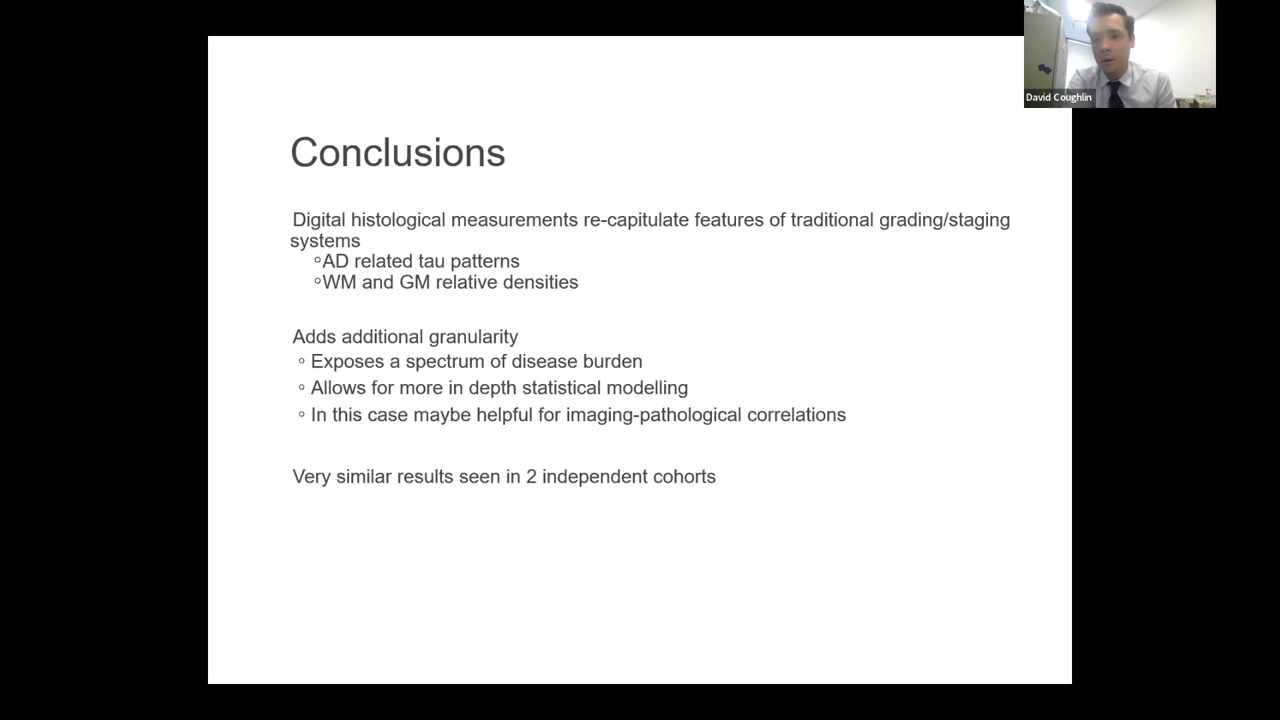 David Coughlin
Conclusions
Digital histological measurements re-capitulate features of traditional grading/staging
systems
◦AD related tau patterns
◦WM and GM relative densities
Adds additional granularity
◦ Exposes a spectrum of disease burden
◦ Allows for more in depth statistical modelling
◦ In this case maybe helpful for imaging-pathological correlations
Very similar results seen in 2 independent cohorts